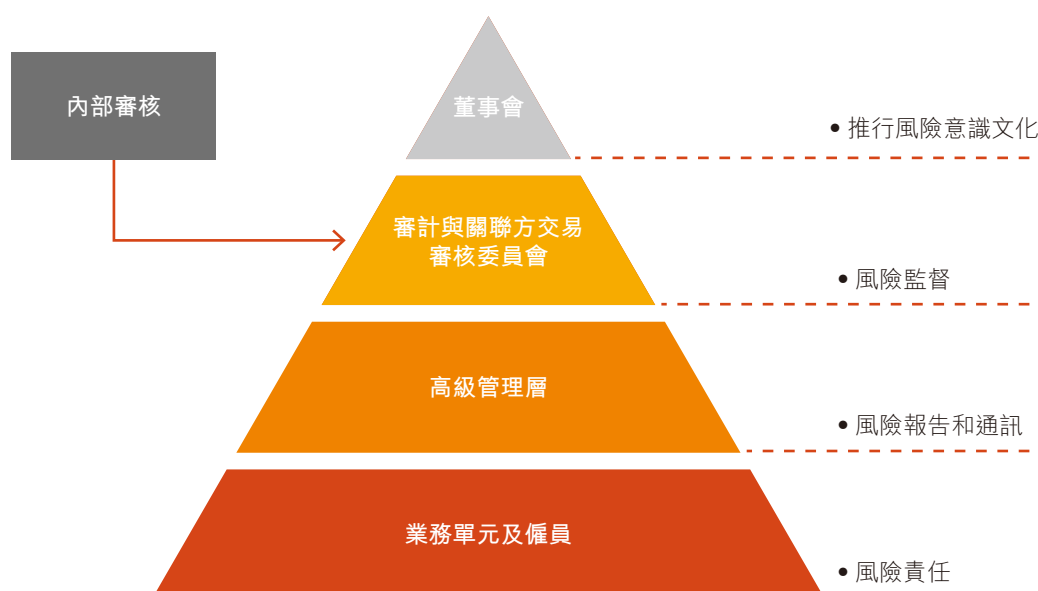 董事會
內部審核
• 推行風險意識文化
審計與關聯方交易
審核委員會
• 風險監督
高級管理層
• 風險報告和通訊
業務單元及僱員
• 風險責任